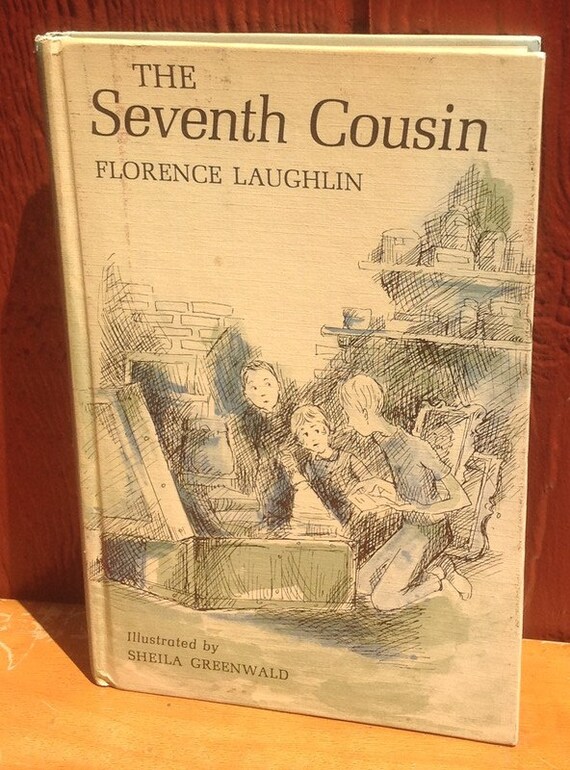 THE
Seventh Cousin
FLORENCE LAUGHLIN
Illustrated by
SHEILA GREENWALD